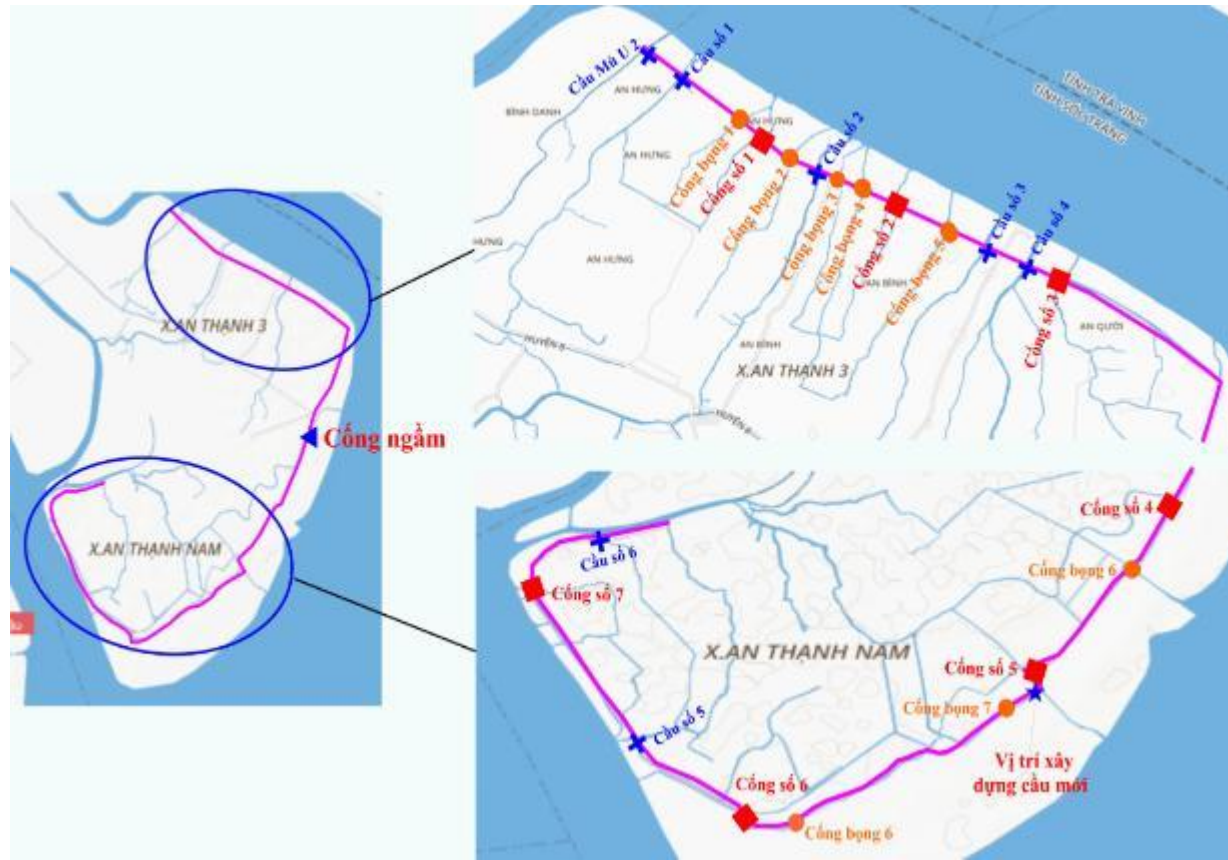 X.AN THẠNH 3
Cống ngầm
X.AN THẠNH NAM
Cầu Mù U 2
Cầu số 1
AN HƯNG
BÌNH DANH
TỈNH TRÀ VINH
TỈNH SÓC TRĂNG
Cống bọng 1
AN HƯNG
Cống số 1
Cống bọng 2
Cầu số 2
AN HƯNG
Cống bọng 3
Cống bọng 4
Cống số 2
Cống bọng 5
Cầu số 3
Cầu số 4
HƯNG
AN HƯNG
AN BÌNH
Cống số 3
AN BÌNH
X.AN THẠNH 3
HUYỆN 8
HUYỆN 8
Cống số 4
Cầu số 6
Cống bọng 6
Cống số 7
X.AN THẠNH NAM
Cống số 5
Cống bọng 7
Cầu số 5
Vị trí xây
dựng cầu mới
Cống số 6
Cống bọng 6